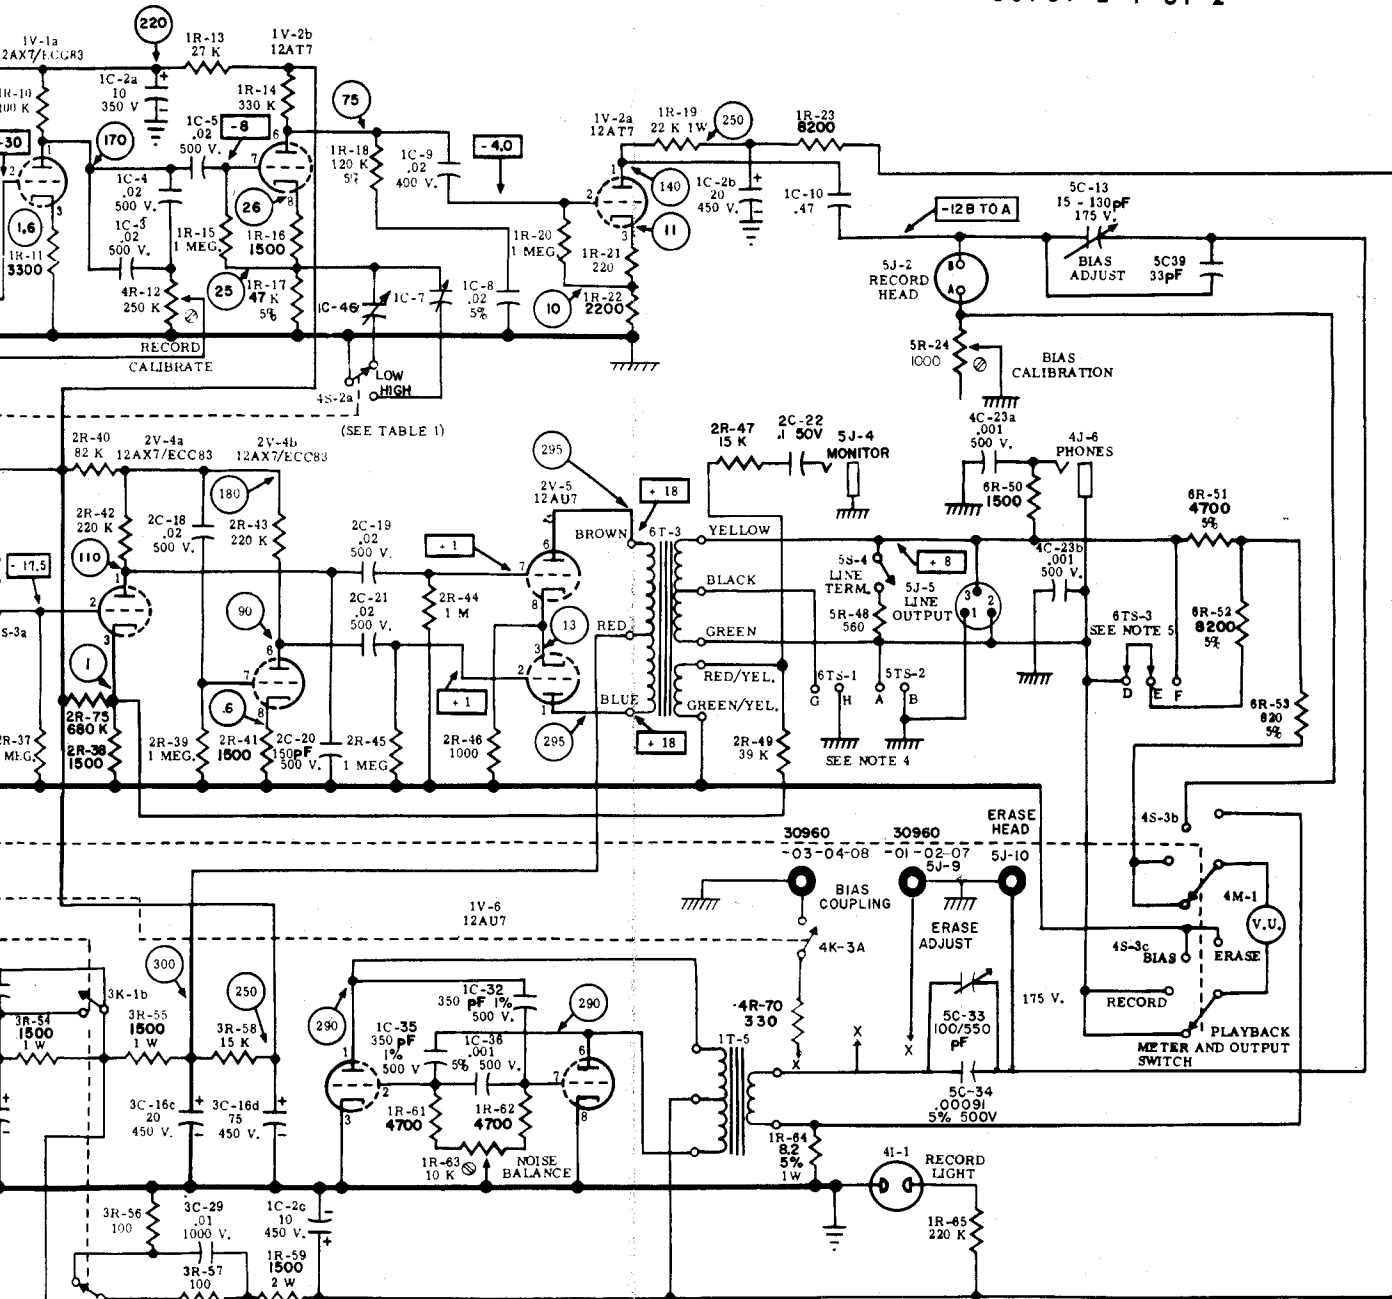 220
1V-1a
12AX7/ECC83
1R-13
27 K
1V-2b
12AT7
1C-2a
10
350 V
1R-14
330 K
75
1R-10
100 K
-30
170
1C-5
.02
500 V.
-8
1R-18
120 K
5%
1C-9
.02
400 V.
-4.0
1V-2a
12AT7
1R-19
22 K 1W
250
1R-23
8200
140
1C-2b
20
450 V.
1C-10
.47
-12B TO A
5C-13
15 - 130pF
175 V.
BIAS
ADJUST
5C39
33pF
5J-2
RECORD
HEAD
B
A
1C-4
.02
500 V.
1C-3
.02
500 V.
1.6
1R-11
3300
4R-12
250 K
RECORD
CALIBRATE
26
1R-15
1 MEG.
1R-16
1500
25
1R-17
47 K
5%
1C-46
1C-7
1C-8
.02
5%
1R-20
1 MEG.
11
1R-21
220
10
1R-22
2200
5R-24
1000
BIAS
CALIBRATION
LOW
HIGH
4S-2a
(SEE TABLE 1)
2R-40
82 K
2V-4a
12AX7/ECC83
2V-4b
12AX7/ECC83
180
2R-42
220 K
2C-18
.02
500 V.
2R-43
220 K
110
-17.5
S-3a
2C-19
.02
500 V.
2C-21
.02
500 V.
+ 1
2R-44
1 M
295
2V-5
12AU7
+ 18
BROWN
6T-3
YELLOW
BLACK
GREEN
RED
RED/YEL.
BLUE
GREEN/YEL.
13
295
+ 18
+ 1
90
1
.6
2R-75
680 K
2R-37
MEG.
2R-38
1500
2R-39
1 MEG.
2R-41
1500
2C-20
150pF
500 V.
2R-45
1 MEG
2R-46
1000
2R-47
15 K
2C-22
.1 50V
5J-4
MONITOR
4C-23a
.001
500 V.
4J-6
PHONES
6R-50
1500
6R-51
4700
5%
4C-23b
.001
500 V.
5S-4
LINE
TERM.
+ 8
5J-5
LINE
OUTPUT
5R-48
560
6TS-3
SEE NOTE 5
6R-52
8200
5%
D
E
F
6R-53
820
5%
6TS-1
G
H
5TS-2
A
B
SEE NOTE 4
2R-49
39 K
30960
-03-04-08
30960
-01-02-07
5J-9
ERASE
HEAD
5J-10
BIAS
COUPLING
ERASE
ADJUST
4K-3A
4S-3b
4M-1
V.U.
4S-3c
BIAS
ERASE
RECORD
PLAYBACK
METER AND OUTPUT
SWITCH
1V-6
12AU7
300
250
3K-1b
3R-54
1500
1 W
3R-55
1500
1 W
3R-58
15 K
290
1C-32
350 pF 1%
500 V.
290
1C-35
350 pF
1%
500 V
1C-36
.001
5% 500 V.
1R-61
4700
1R-62
4700
1R-63
10 K
NOISE
BALANCE
1T-5
4R-70
330
X
X
X
5C-33
100/550
pF
175 V.
5C-34
.00091
5% 500V
3C-16c
20
450 V.
3C-16d
75
450 V.
1R-64
8.2
5%
1W
4I-1
RECORD
LIGHT
1R-65
220 K
3R-56
100
3C-29
.01
1000 V.
3R-57
100
1C-2c
10
450 V.
1R-59
1500
2 W